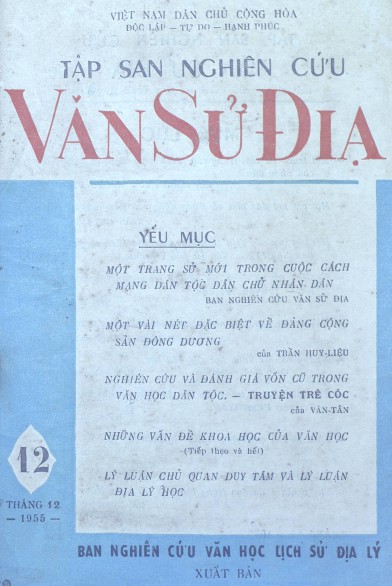 VIỆT NAM DÂN CHỦ CỘNG HÒA
ĐỘC LẬP — TỰ DO — HẠNH PHÚC
TẬP SAN NGHIÊN CỨU
VĂN SỬ ĐỊA
YẾU MỤC
MỘT TRANG SỬ MỚI TRONG CUỘC CÁCH
MẠNG DÂN TỘC DÂN CHỦ NHÂN DÂN
BAN NGHIÊN CỨU VĂN SỬ ĐỊA
MỘT VÀI NÉT ĐẶC BIỆT VỀ ĐẢNG CỘNG
SẢN ĐÔNG DƯƠNG
của TRẦN HUY-LIỆU
NGHIÊN CỨU VÀ ĐÁNH GIÁ VỐN CŨ TRONG
VĂN HỌC DÂN TỘC. — TRUYỆN TRÊ CÓC
của VĂN-TÂN
NHỮNG VẤN ĐỀ KHOA HỌC CỦA VĂN HỌC
(Tiếp theo và hết)
LÝ LUẬN CHỦ QUAN DUY TÂM VÀ LÝ LUẬN
ĐỊA LÝ HỌC
12
THÁNG 12
— 1955 —
BAN NGHIÊN CỨU VĂN HỌC LỊCH SỬ ĐỊA LÝ
XUẤT BẢN